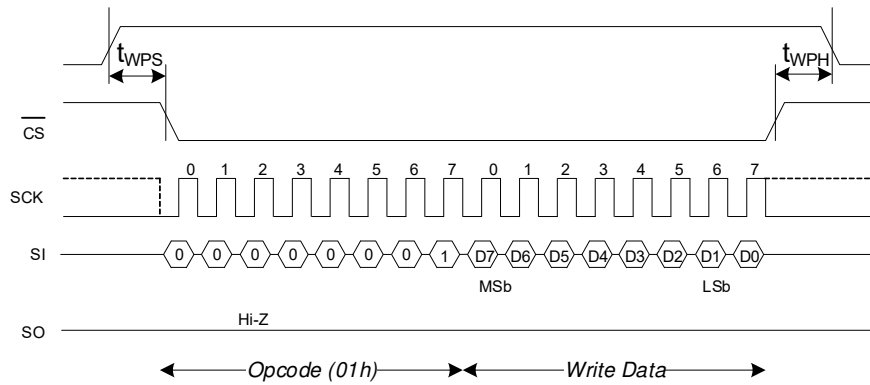 tWPS tWPH
CS
0 1 2 3 4 5 6 7 0 1 2 3 4 5 6 7
SCK
SI 0 0 0 0 0 0 0 1 D7 D6 D5 D4 D3 D2 D1 D0
MSb LSb
Hi-Z
SO
Opcode (01h) Write Data